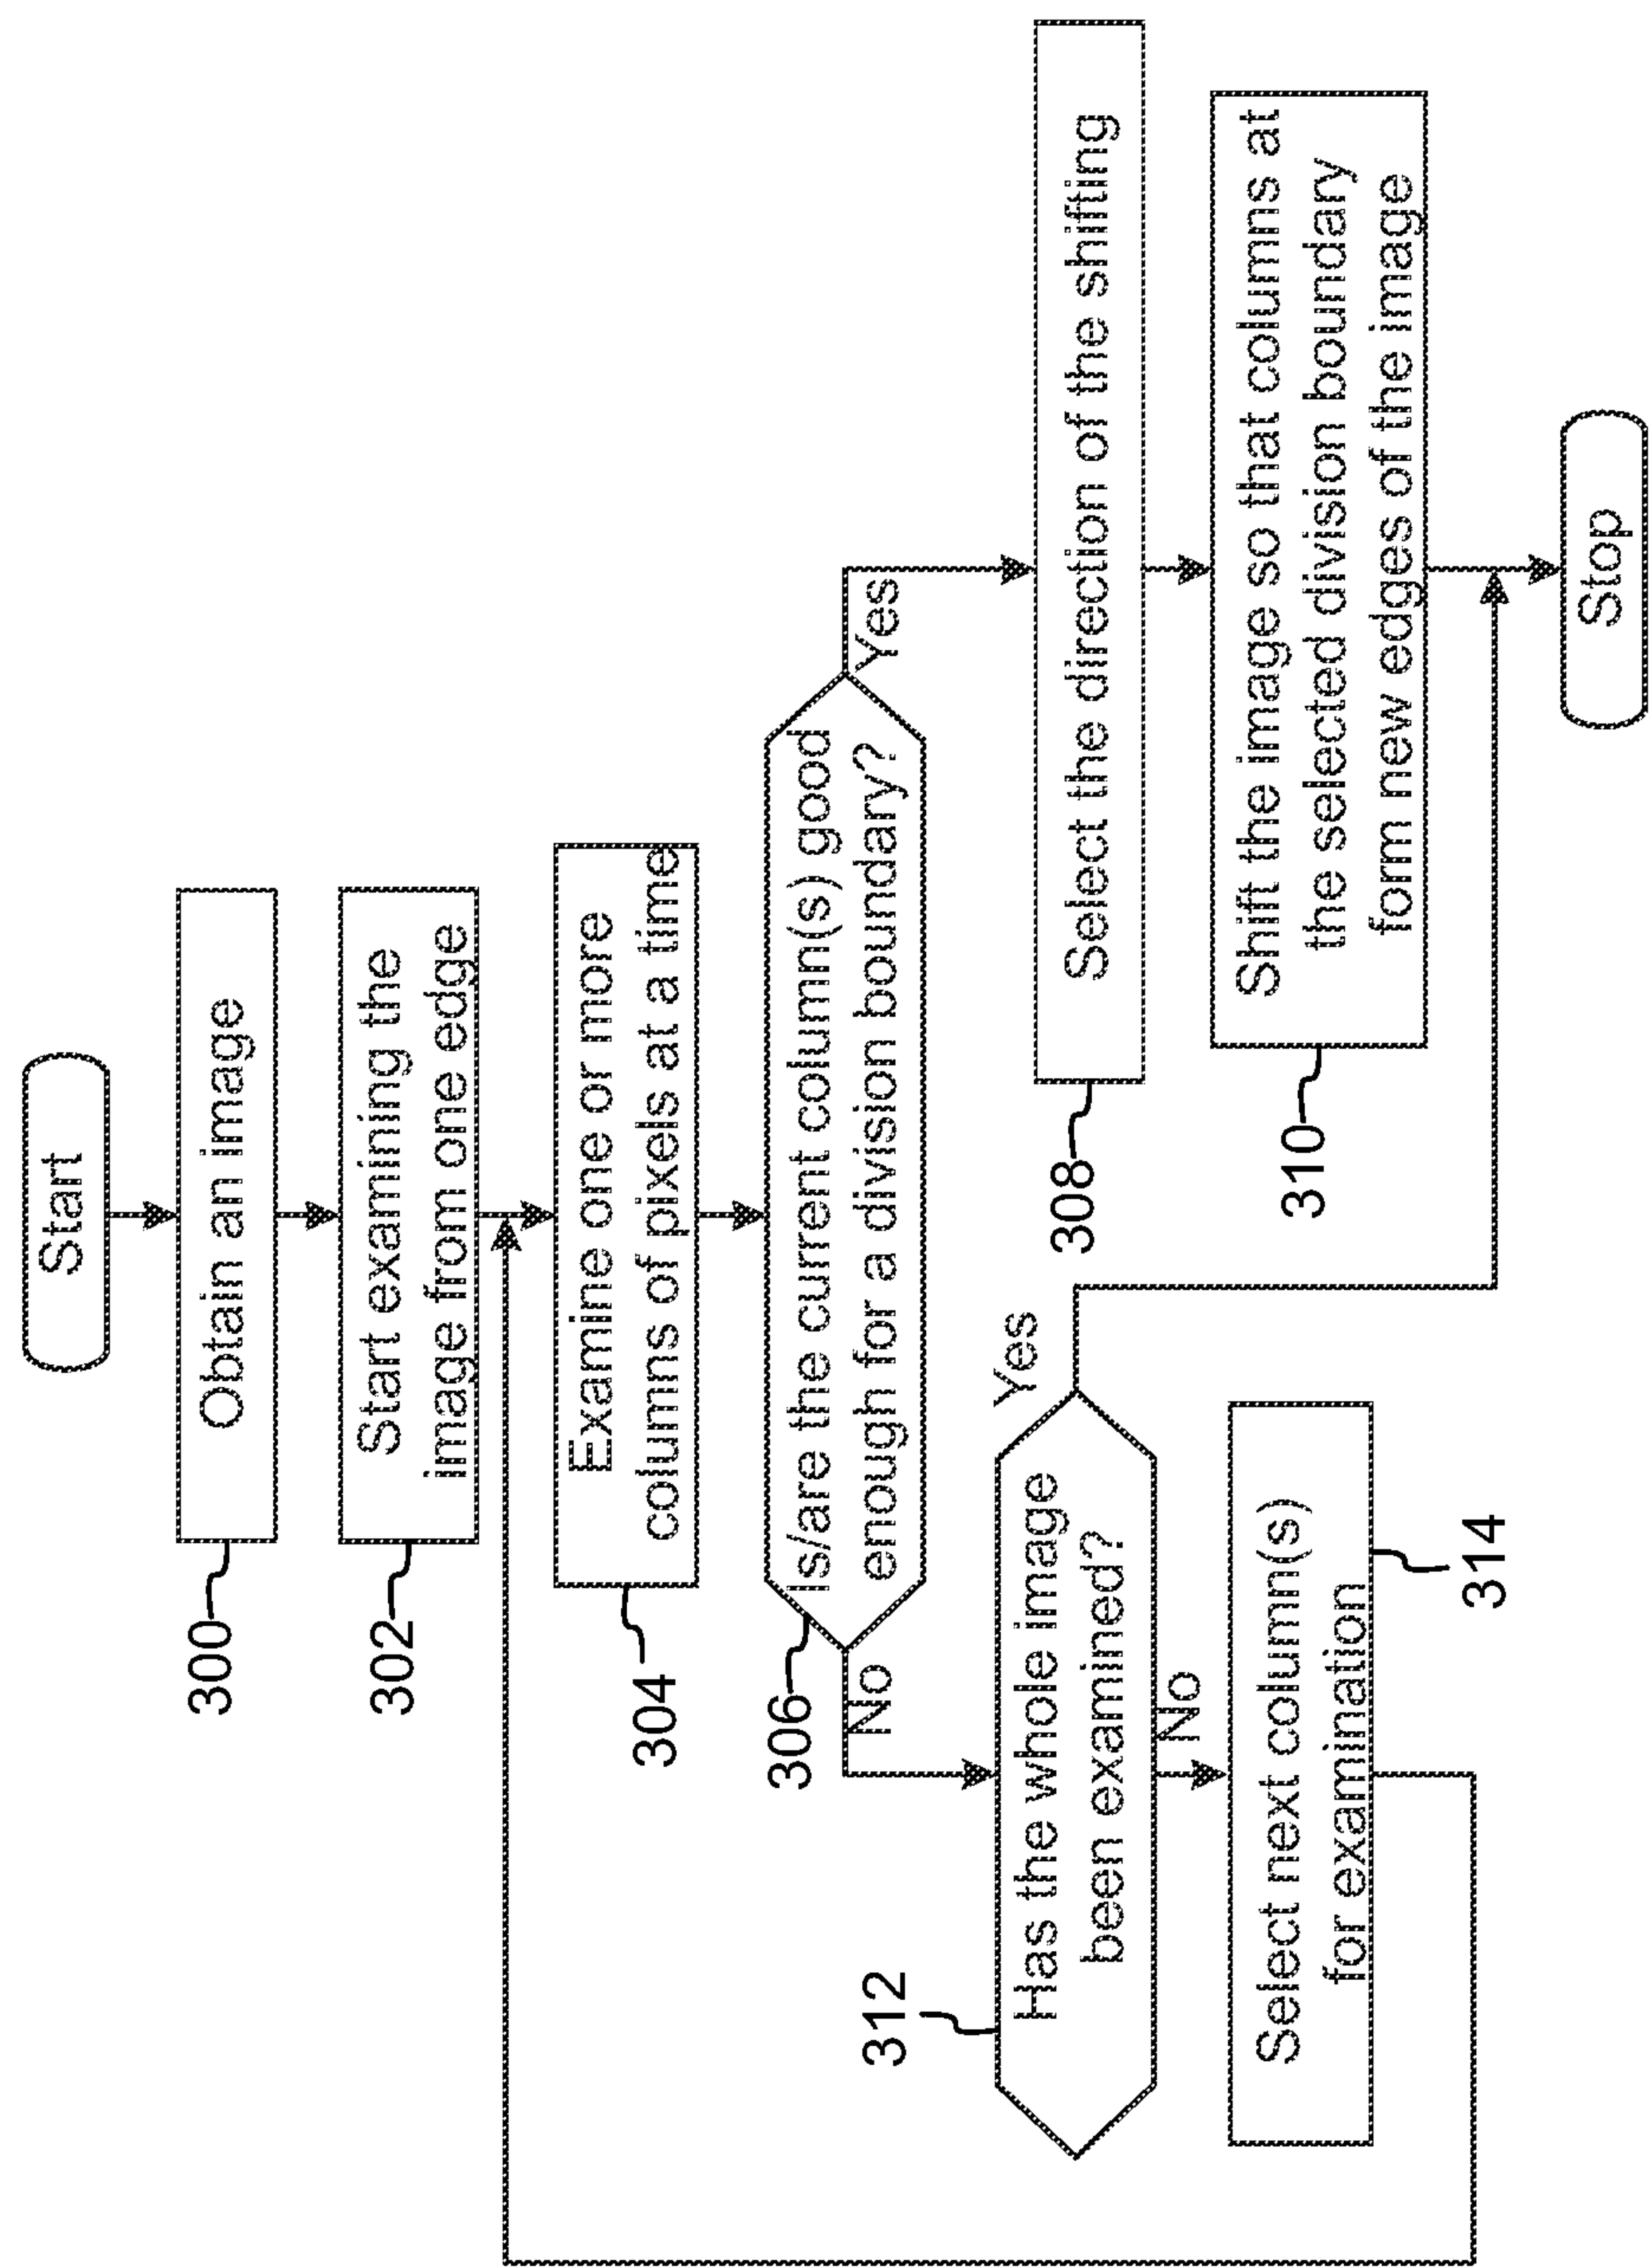 Start
300
Obtain an image
302
Start examining the
image from one edge
304
Examine one or more
columns of pixels at a time
306
Is/are the current column(s) good
enough for a division boundary?
No
Yes
312
Has the whole image
been examined?
Yes
No
308
Select the direction of the shifting
310
Shift the image so that columns at
the selected division boundary
form new edges of the image
Select next column(s)
for examination
314
Stop